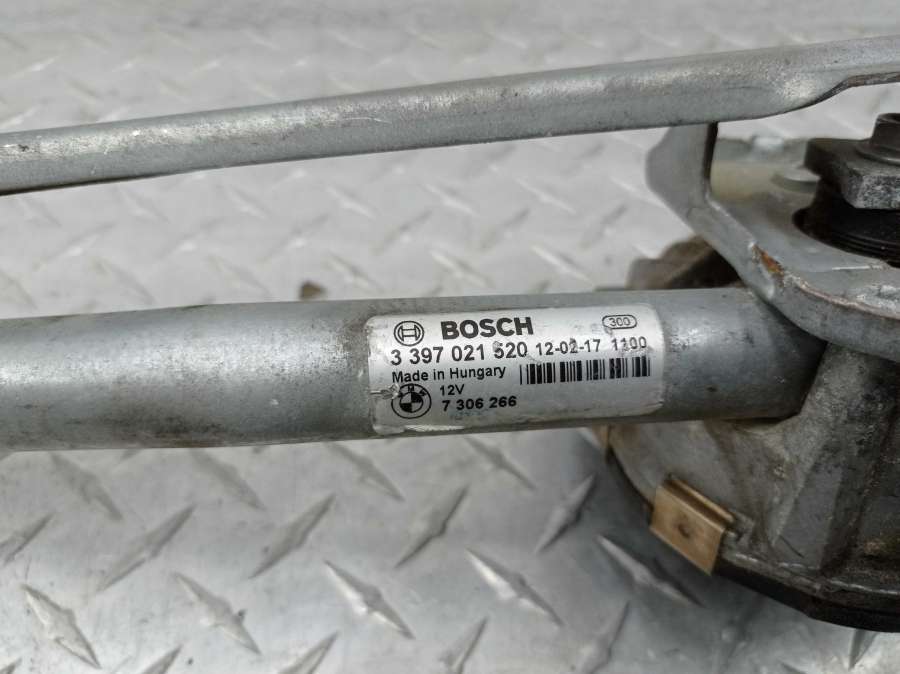 BOSCH
300
3 397 021 520 12-02-17 1100
Made in Hungary
12V
7 306 266